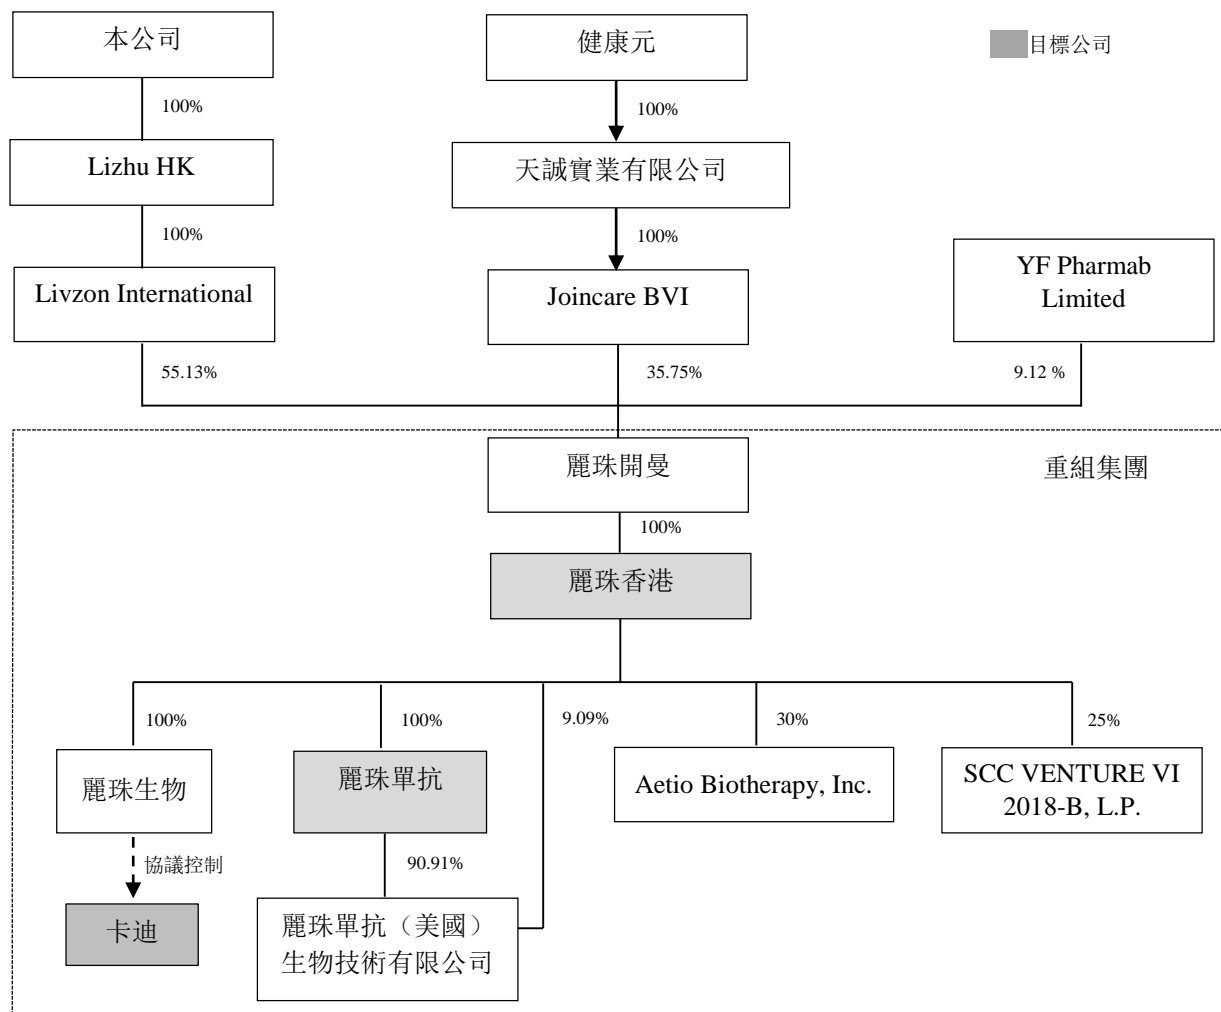 本公司
健康元
目標公司
100%
100%
Lizhu HK
天誠實業有限公司
100%
100%
Livzon International
Joincare BVI
YF Pharmab
Limited
55.13%
35.75%
9.12 %
麗珠開曼
重組集團
100%
麗珠香港
100%
100%
9.09%
30%
25%
麗珠生物
麗珠單抗
Aetio Biotherapy, Inc.
SCC VENTURE VI
2018-B, L.P.
協議控制
90.91%
卡迪
麗珠單抗（美國）
生物技術有限公司